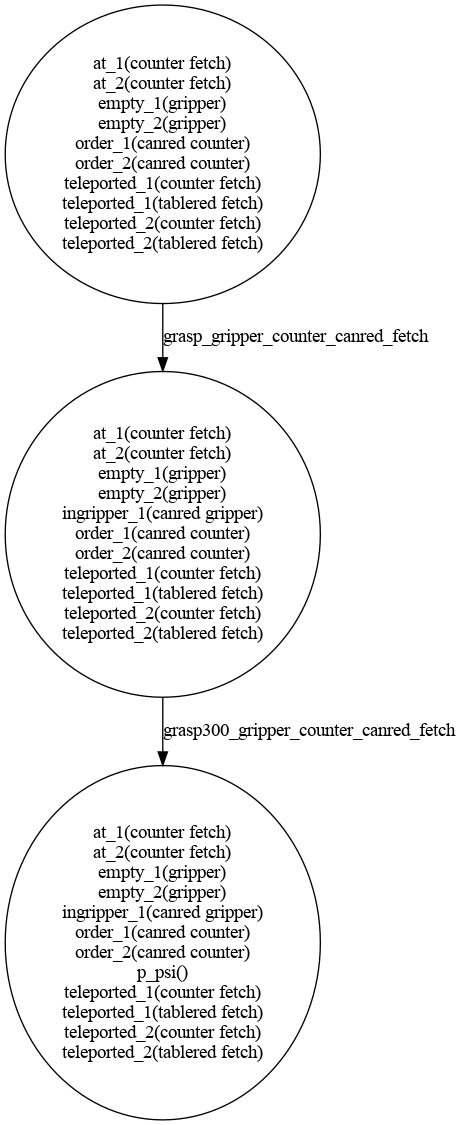 at_1(counter fetch)
at_2(counter fetch)
empty_1(gripper)
empty_2(gripper)
order_1(canred counter)
order_2(canred counter)
teleported_1(counter fetch)
teleported_1(tablered fetch)
teleported_2(counter fetch)
teleported_2(tablered fetch)
grasp_gripper_counter_canred_fetch
at_1(counter fetch)
at_2(counter fetch)
empty_1(gripper)
empty_2(gripper)
ingripper_1(canred gripper)
order_1(canred counter)
order_2(canred counter)
teleported_1(counter fetch)
teleported_1(tablered fetch)
teleported_2(counter fetch)
teleported_2(tablered fetch)
grasp300_gripper_counter_canred_fetch
at_1(counter fetch)
at_2(counter fetch)
empty_1(gripper)
empty_2(gripper)
ingripper_1(canred gripper)
order_1(canred counter)
order_2(canred counter)
p_psi()
teleported_1(counter fetch)
teleported_1(tablered fetch)
teleported_2(counter fetch)
teleported_2(tablered fetch)